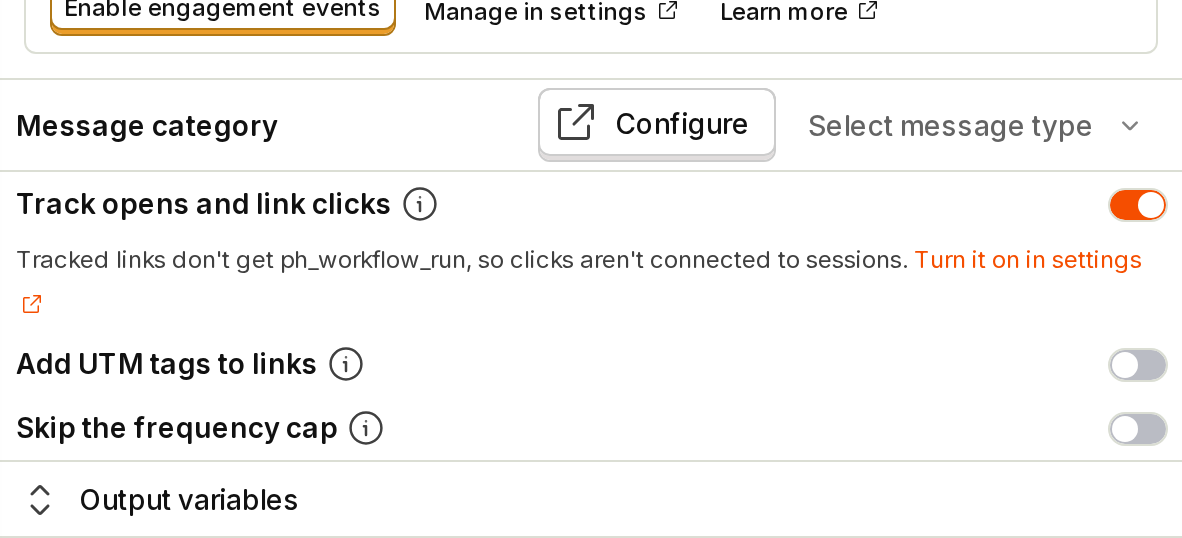 Enable engagement events Manage in settings Learn more
Message category Configure Select message type
Track opens and link clicks
Tracked links don't get ph_workflow_run, so clicks aren't connected to sessions. Turn it on in settings
Add UTM tags to links
Skip the frequency cap
Output variables